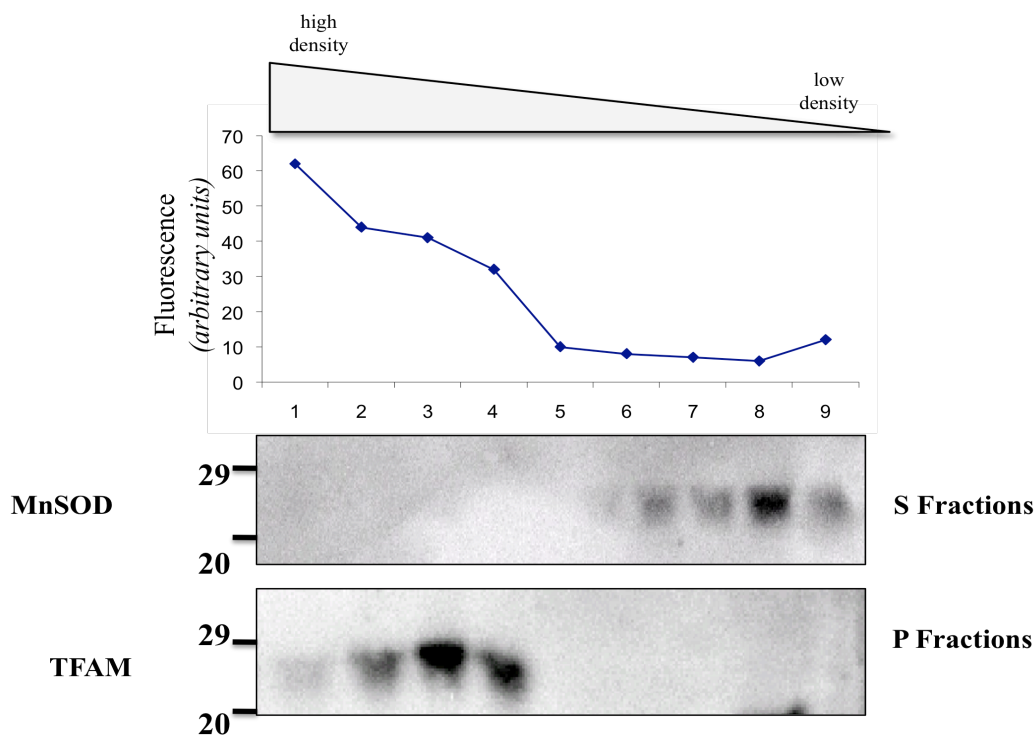 high
density
low
density
70
60
50
40
30
20
10
0
Fluorescence
(arbitrary units)
1 2 3 4 5 6 7 8 9
29
MnSOD
S Fractions
20
29
P Fractions
TFAM
20